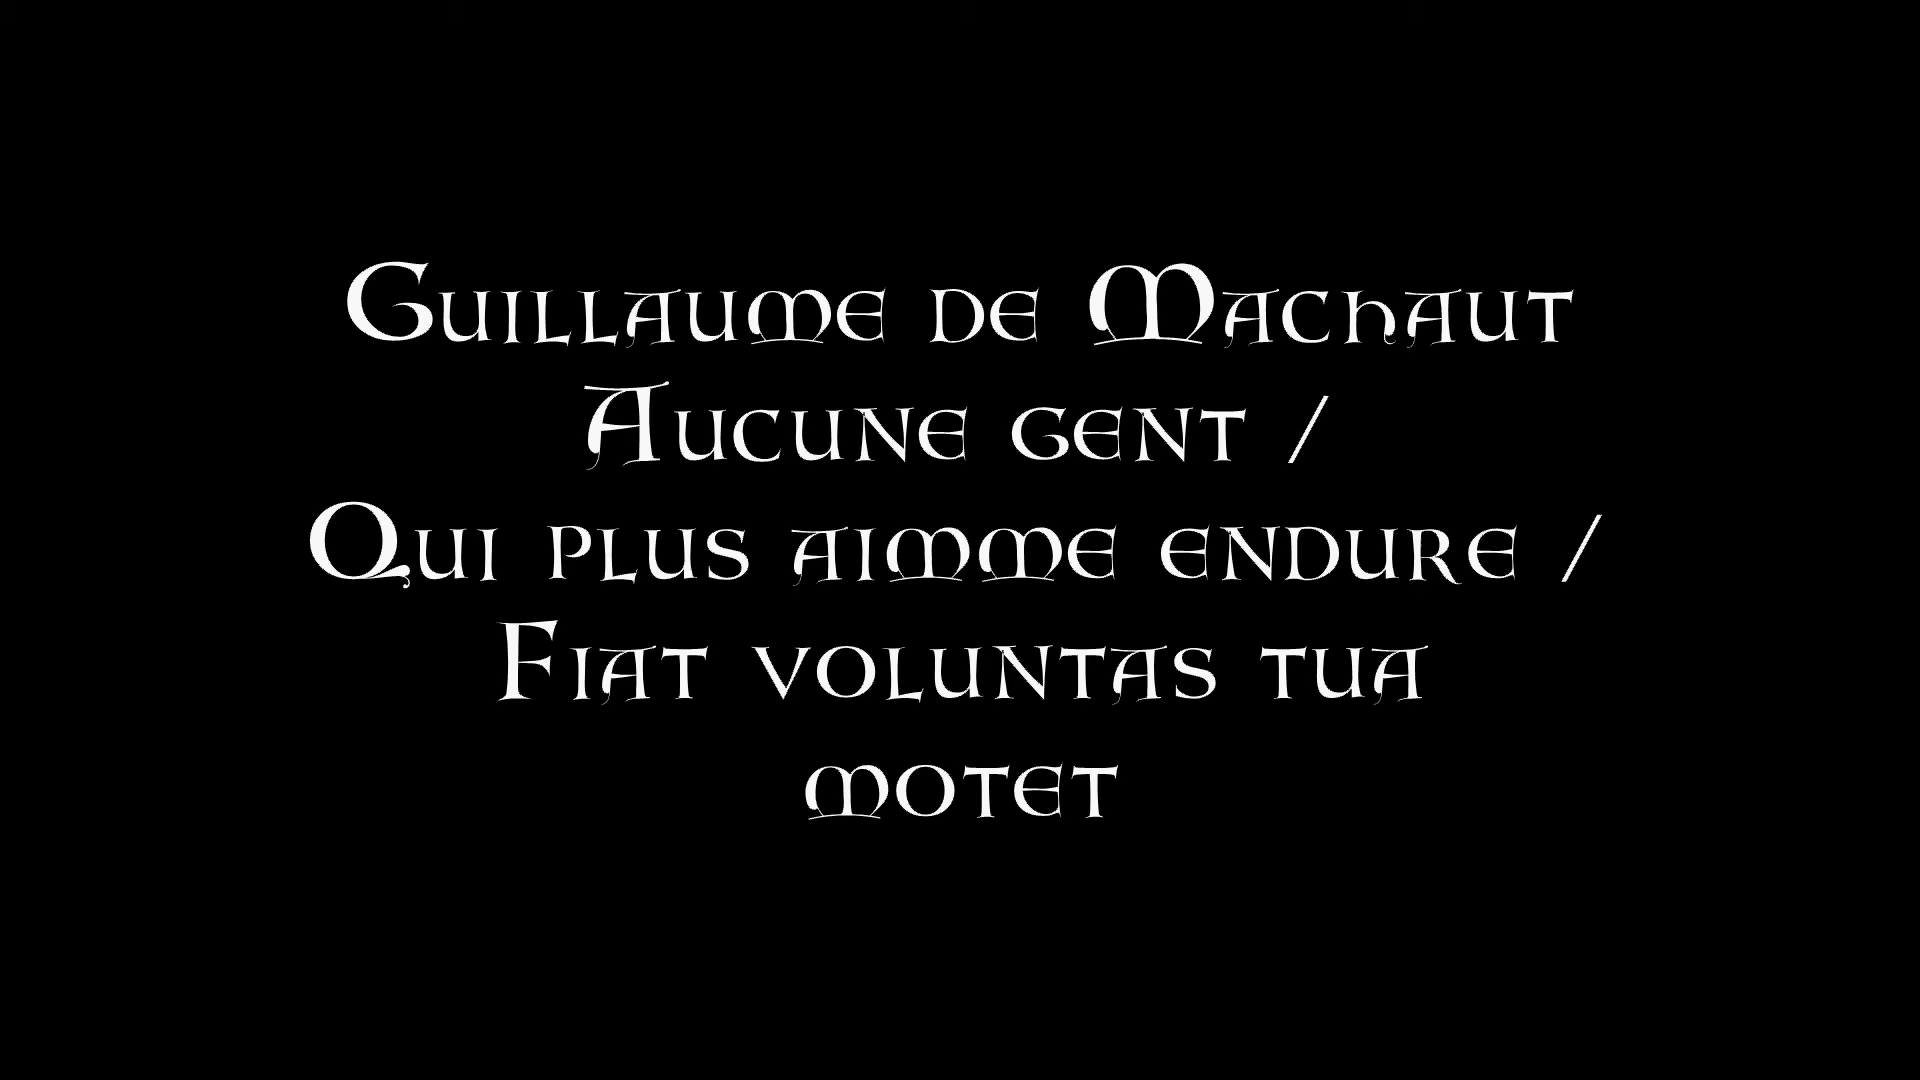 Guillaume de Machaut
Aucune gent /
Qui plus aimme endure /
Fiat voluntas tua
motet